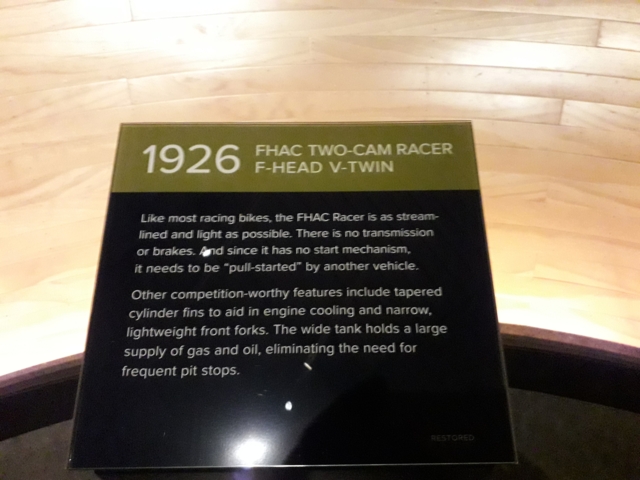 1926 FHAC TWO-CAM RACER
F-HEAD V-TWIN
Like most racing bikes, the FHAC Racer is as stream-
lined and light as possible. There is no transmission
or brakes. And since it has no start mechanism,
it needs to be "pull-started" by another vehicle.
Other competition-worthy features include tapered
cylinder fins to aid in engine cooling and narrow,
lightweight front forks. The wide tank holds a large
supply of gas and oil, eliminating the need for
frequent pit stops.
RESTORED